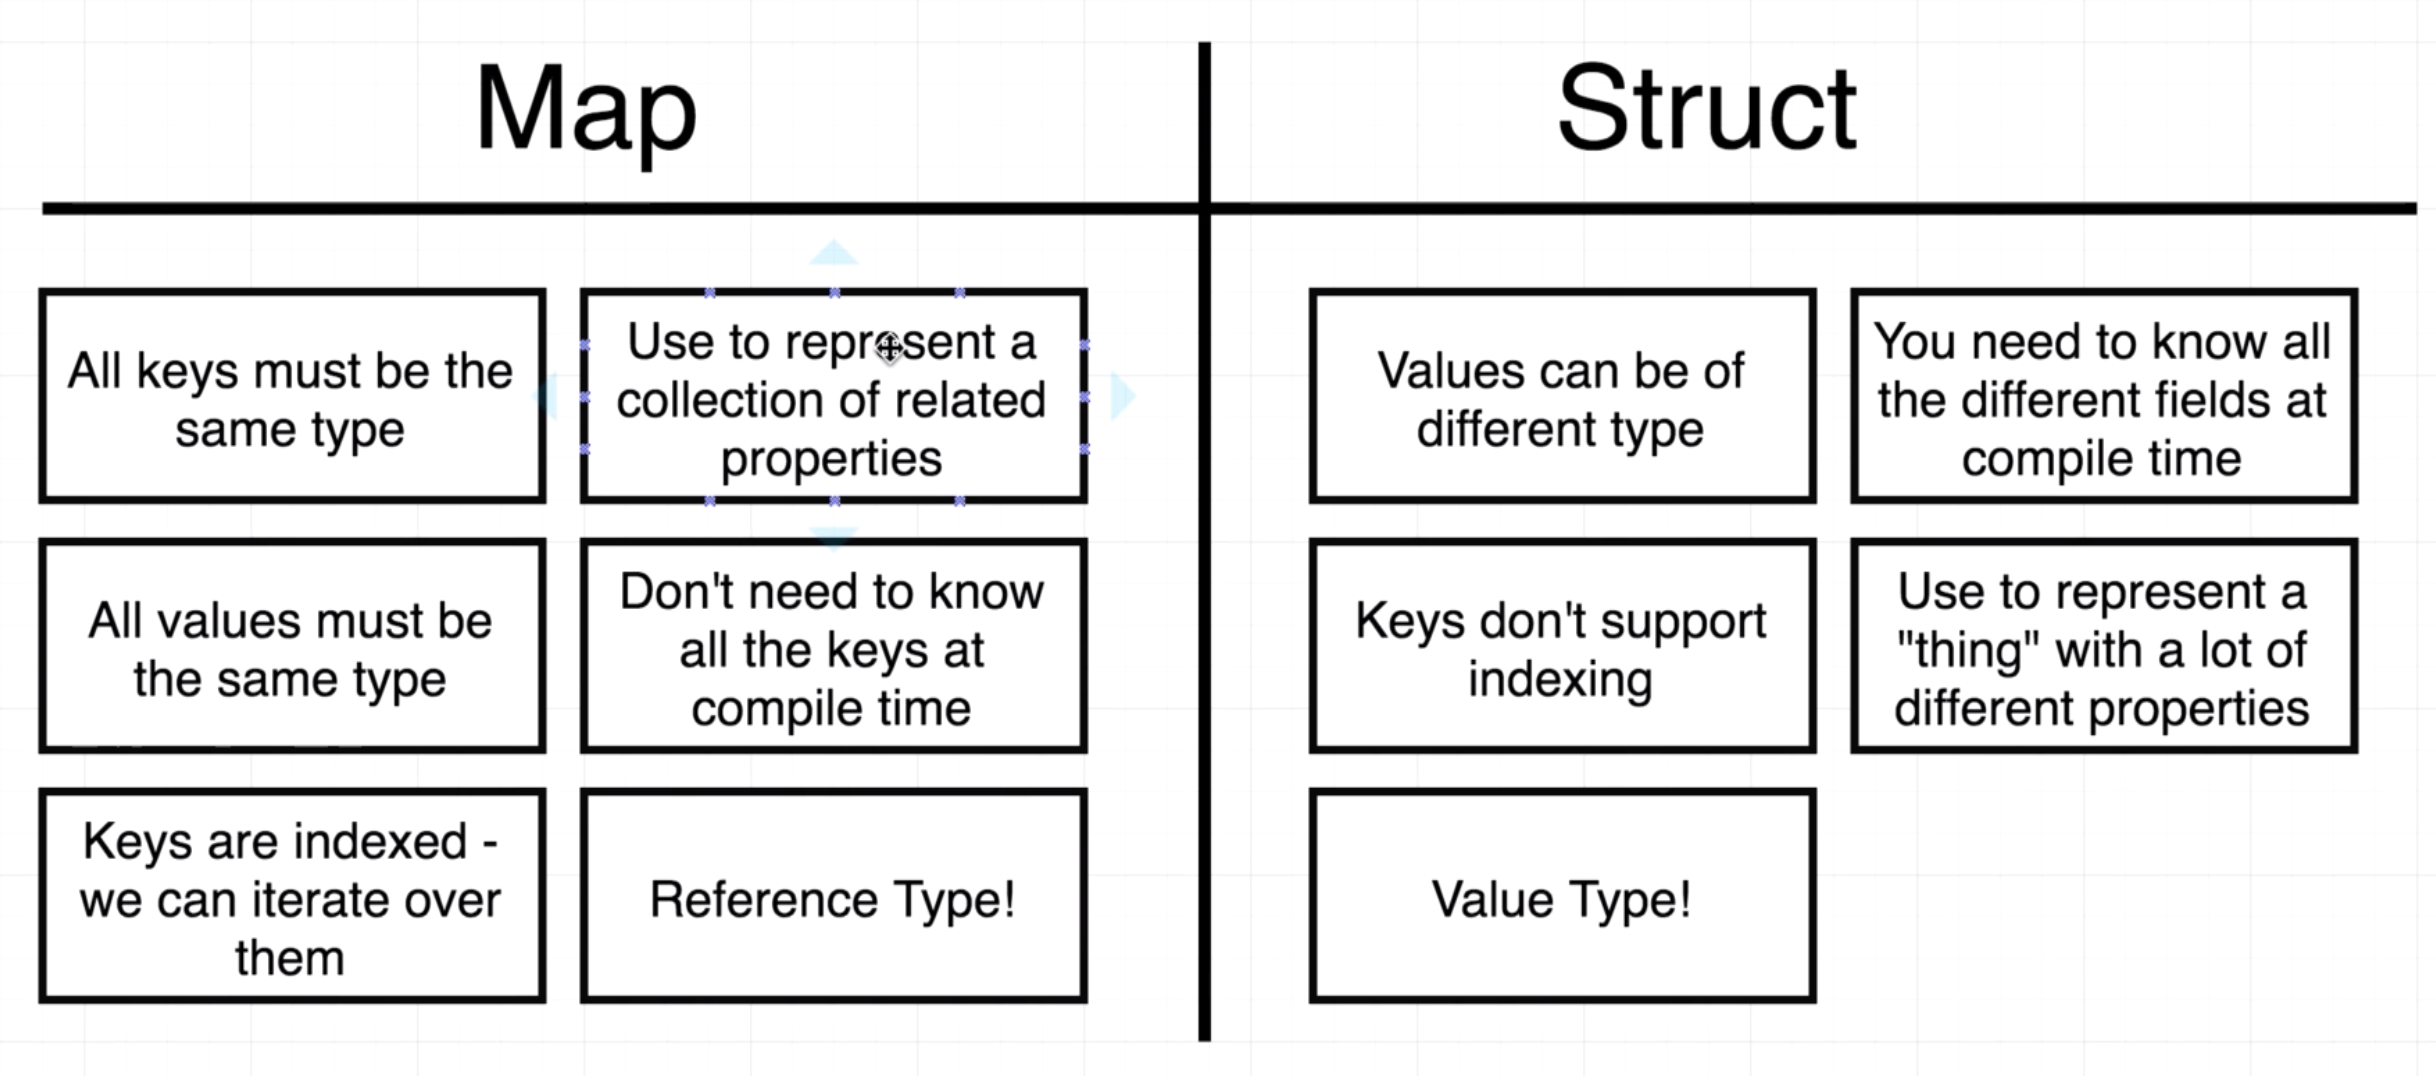 Map
Struct
All keys must be the
same type
Use to represent a
collection of related
properties
Values can be of
different type
You need to know all
the different fields at
compile time
All values must be
the same type
Don't need to know
all the keys at
compile time
Keys don't support
indexing
Use to represent a
"thing" with a lot of
different properties
Keys are indexed -
we can iterate over
them
Reference Type!
Value Type!